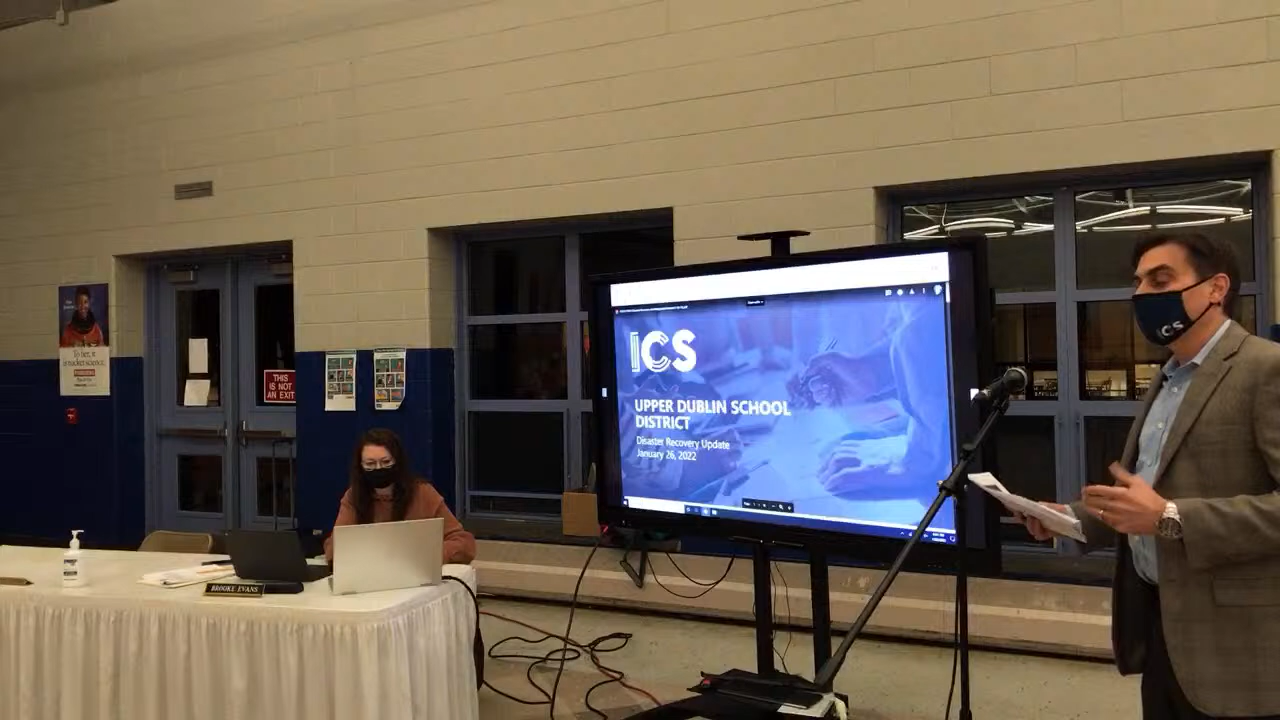 To her, it
is rocket science.
THIS
IS NOT
AN EXIT
BROOKE EVANS
ICS
UPPER DUBLIN SCHOOL
DISTRICT
Disaster Recovery Update
January 26, 2022
ICS